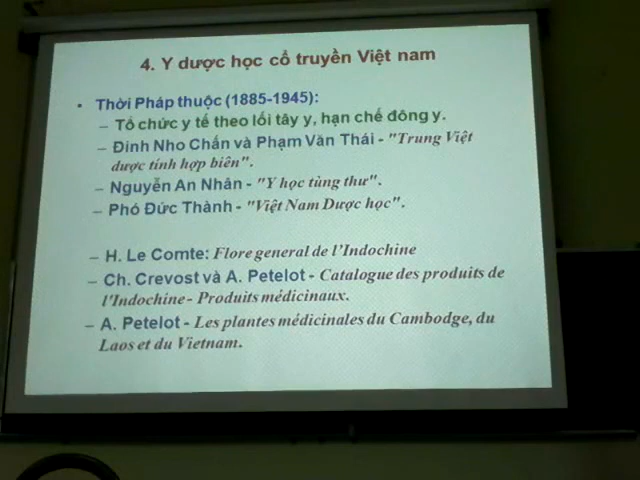 4. Y dược học cổ truyền Việt nam
• Thời Pháp thuộc (1885-1945):
– Tổ chức y tế theo lối tây y, hạn chế đông y.
– Đinh Nho Chấn và Phạm Văn Thái - "Trung Việt
dược tính hợp biên".
– Nguyễn An Nhân - "Y học tùng thư".
– Phó Đức Thành - "Việt Nam Dược học".
– H. Le Comte: Flore general de l'Indochine
– Ch. Crevost và A. Petelot - Catalogue des produits de
l'Indochine- Produits médicinaux.
– A. Petelot - Les plantes médicinales du Cambodge, du
Laos et du Vietnam.